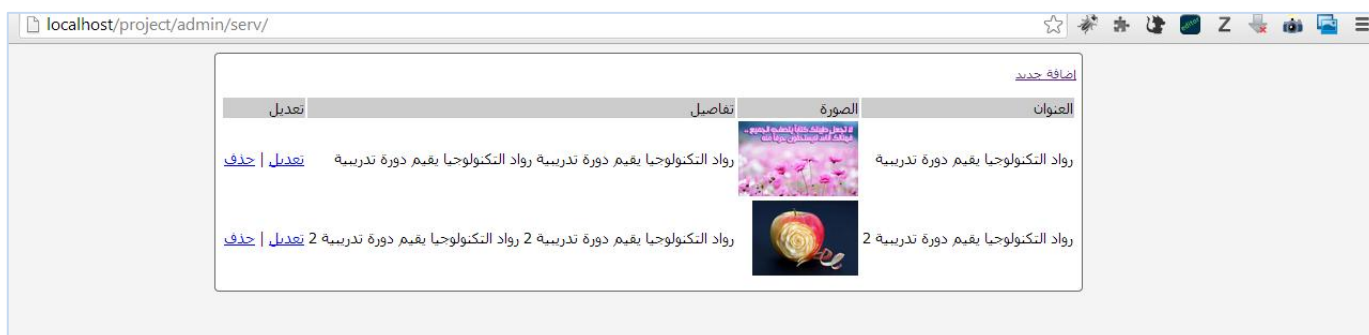 localhost/project/admin/serv/
إضافة جديد
العنوان الصورة تفاصيل تعديل
رواد التكنولوجيا يقيم دورة تدريبية رواد التكنولوجيا يقيم دورة تدريبية رواد التكنولوجيا يقيم دورة تدريبية تعديل | حذف
رواد التكنولوجيا يقيم دورة تدريبية 2 رواد التكنولوجيا يقيم دورة تدريبية 2 رواد التكنولوجيا يقيم دورة تدريبية 2 تعديل | حذف